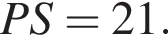 PS = 21.